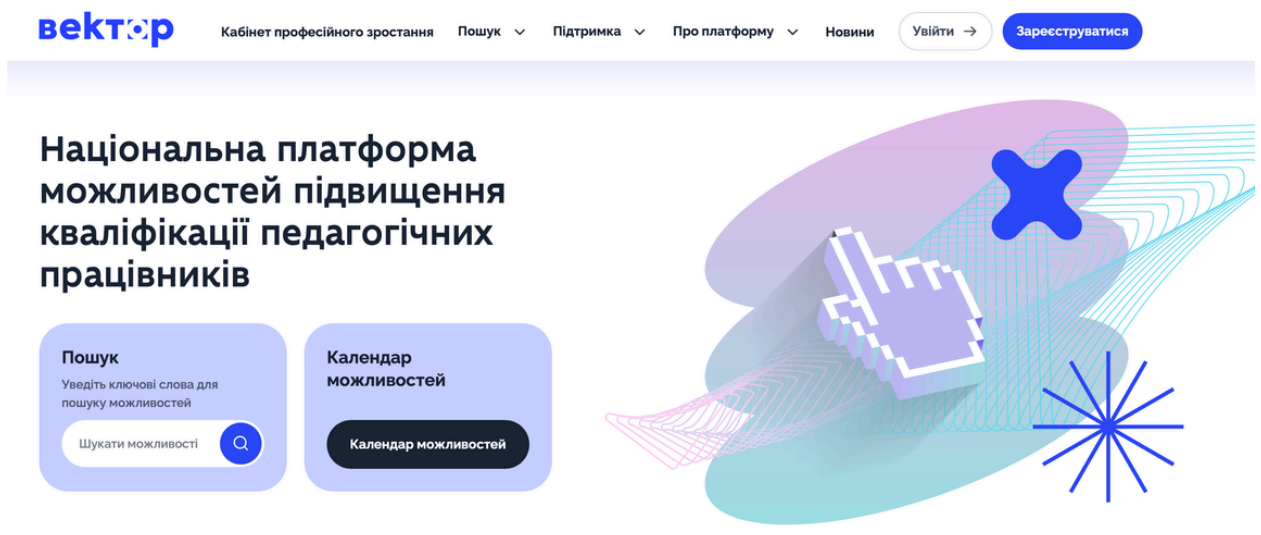 вектор
Кабінет професійного зростання Пошук Підтримка Про платформу Новини Увійти → Зареєструватися
Національна платформа
можливостей підвищення
кваліфікації педагогічних
працівників
Пошук
Уведіть ключові слова для
пошуку можливостей
Шукати можливості
Календар
можливостей
Календар можливостей